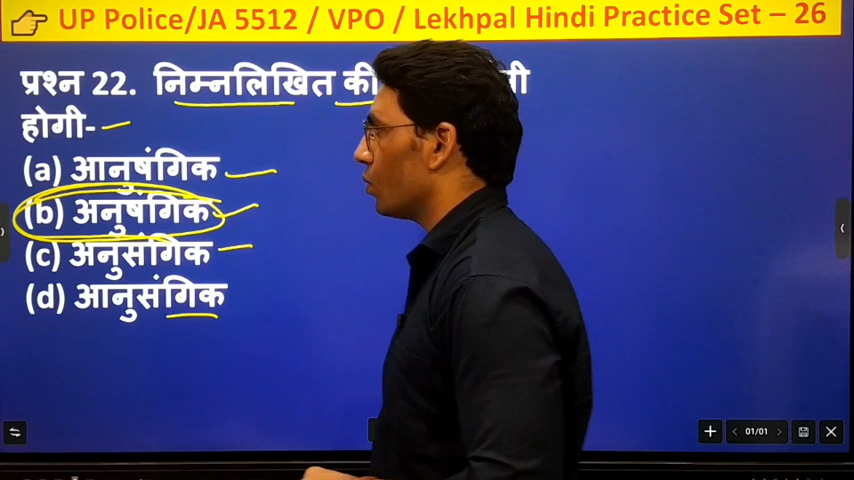 UP Police/JA 5512 / VPO / Lekhpal Hindi Practice Set – 26
प्रश्न 22. निम्नलिखित की
होगी-
(a) आनुषंगिक
(b) अनुषंगिक
(c) अनुसंगिक
(d) आनुसंगिक
01/01